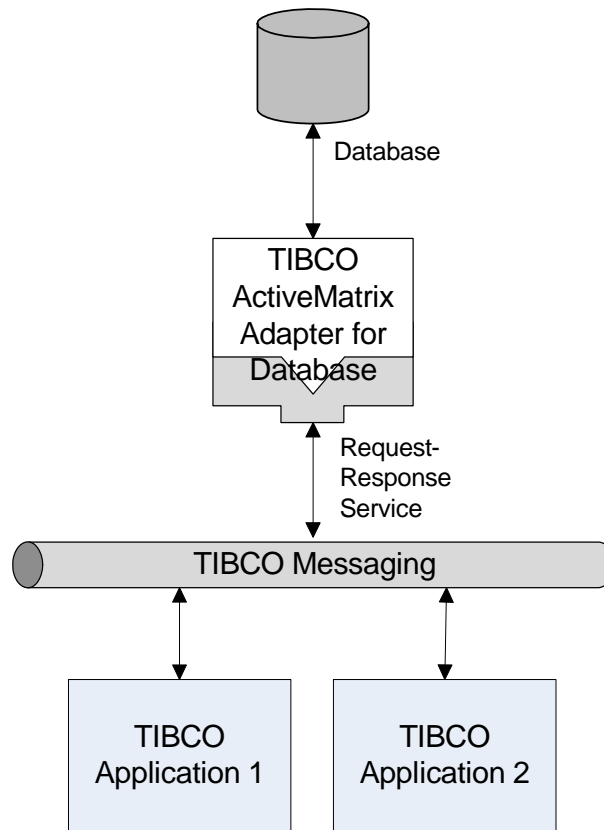 Database
TIBCO
ActiveMatrix
Adapter for
Database
Request-
Response
Service
TIBCO Messaging
TIBCO
Application 1
TIBCO
Application 2